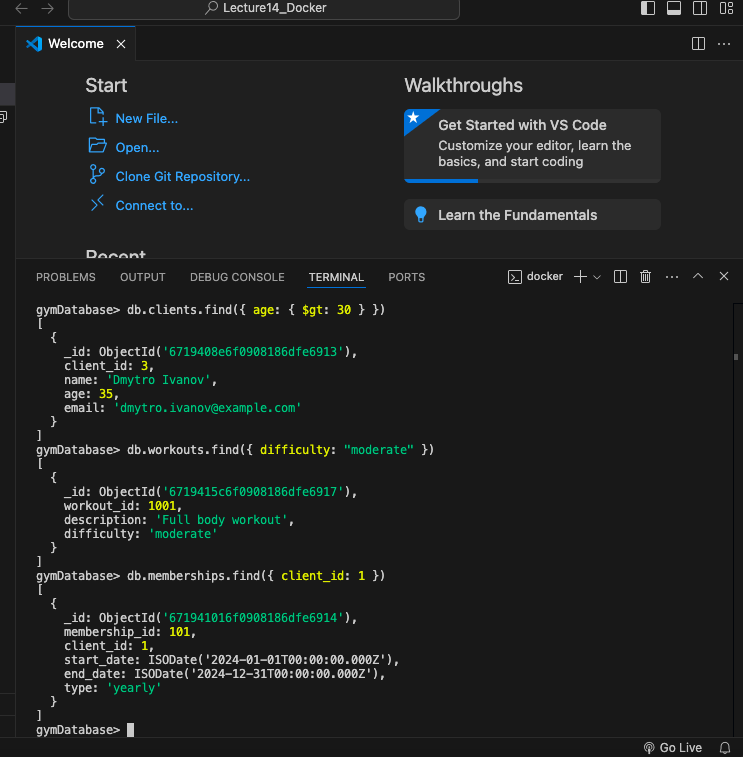 Lecture14_Docker
Welcome
Start
New File...
Open...
Clone Git Repository...
Connect to...
Recent
Walkthroughs
Get Started with VS Code
Customize your editor, learn the
basics, and start coding
Learn the Fundamentals
PROBLEMS OUTPUT DEBUG CONSOLE TERMINAL PORTS docker
gymDatabase> db.clients.find({ age: { $gt: 30 } })
[
  {
    _id: ObjectId('6719408e6f0908186dfe6913'),
    client_id: 3,
    name: 'Dmytro Ivanov',
    age: 35,
    email: 'dmytro.ivanov@example.com'
  }
]
gymDatabase> db.workouts.find({ difficulty: "moderate" })
[
  {
    _id: ObjectId('6719415c6f0908186dfe6917'),
    workout_id: 1001,
    description: 'Full body workout',
    difficulty: 'moderate'
  }
]
gymDatabase> db.memberships.find({ client_id: 1 })
[
  {
    _id: ObjectId('671941016f0908186dfe6914'),
    membership_id: 101,
    client_id: 1,
    start_date: ISODate('2024-01-01T00:00:00.000Z'),
    end_date: ISODate('2024-12-31T00:00:00.000Z'),
    type: 'yearly'
  }
]
gymDatabase>
Go Live